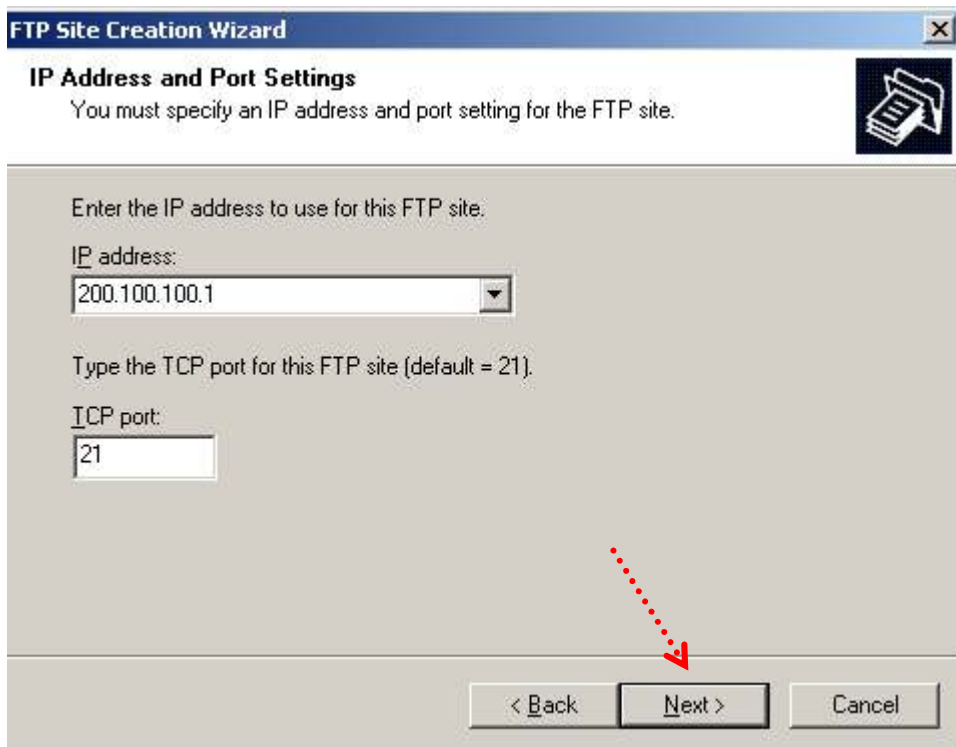 FTP Site Creation Wizard
IP Address and Port Settings
You must specify an IP address and port setting for the FTP site.
Enter the IP address to use for this FTP site.
IP address:
200.100.100.1
Type the TCP port for this FTP site (default = 21).
TCP port:
21
< Back
Next >
Cancel